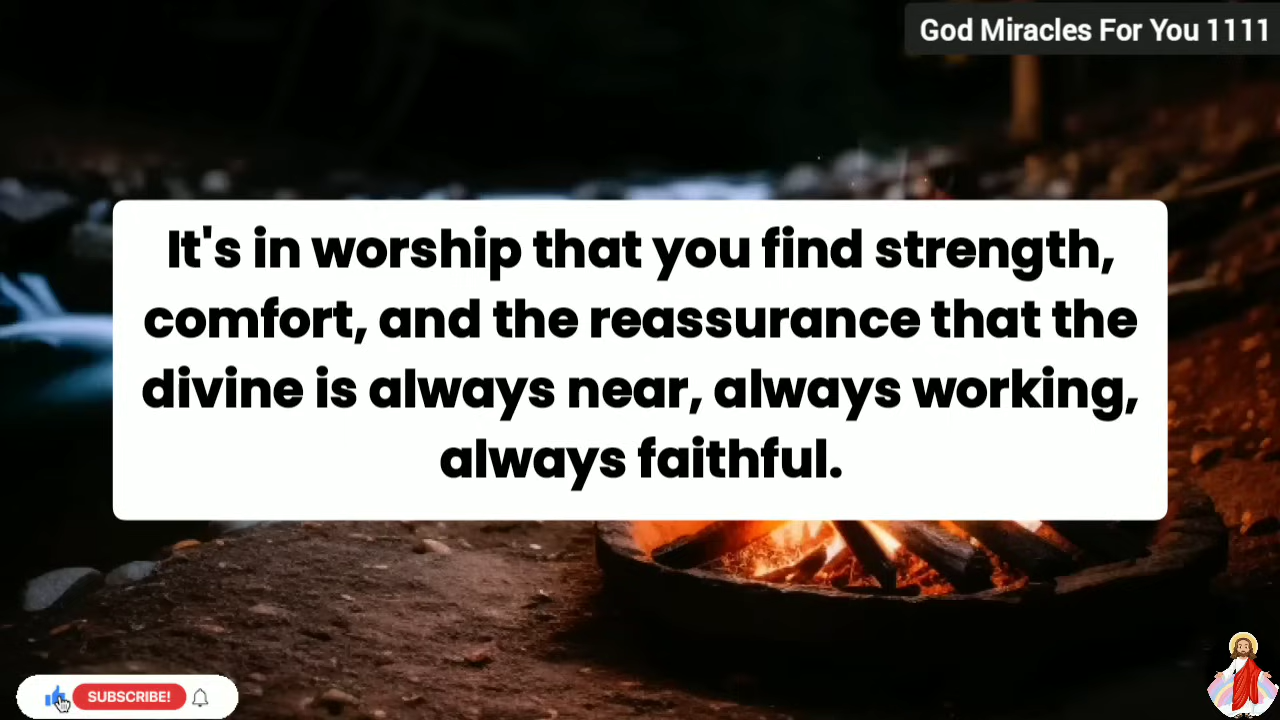 God Miracles For You 1111
It's in worship that you find strength,
comfort, and the reassurance that the
divine is always near, always working,
always faithful.
SUBSCRIBE!